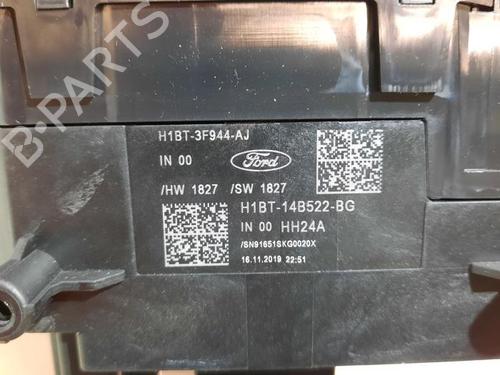 B-PARTS
H1BT-3F944-AJ
IN 00
Ford
/HW 1827 /SW 1827
H1BT-14B522-BG
IN 00 HH24A
/SN91651SKG0020X
16.11.2019 22:51